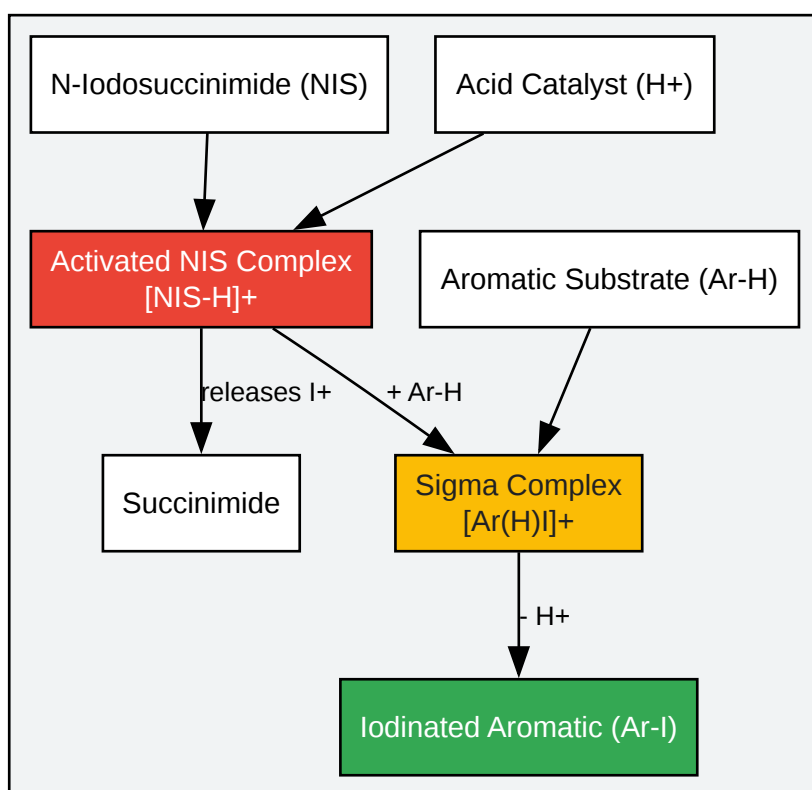 N-Iodosuccinimide (NIS)
Acid Catalyst (H+)
Activated NIS Complex
[NIS-H]+
Aromatic Substrate (Ar-H)
releases I+
+ Ar-H
Succinimide
Sigma Complex
[Ar(H)I]+
- H+
Iodinated Aromatic (Ar-I)